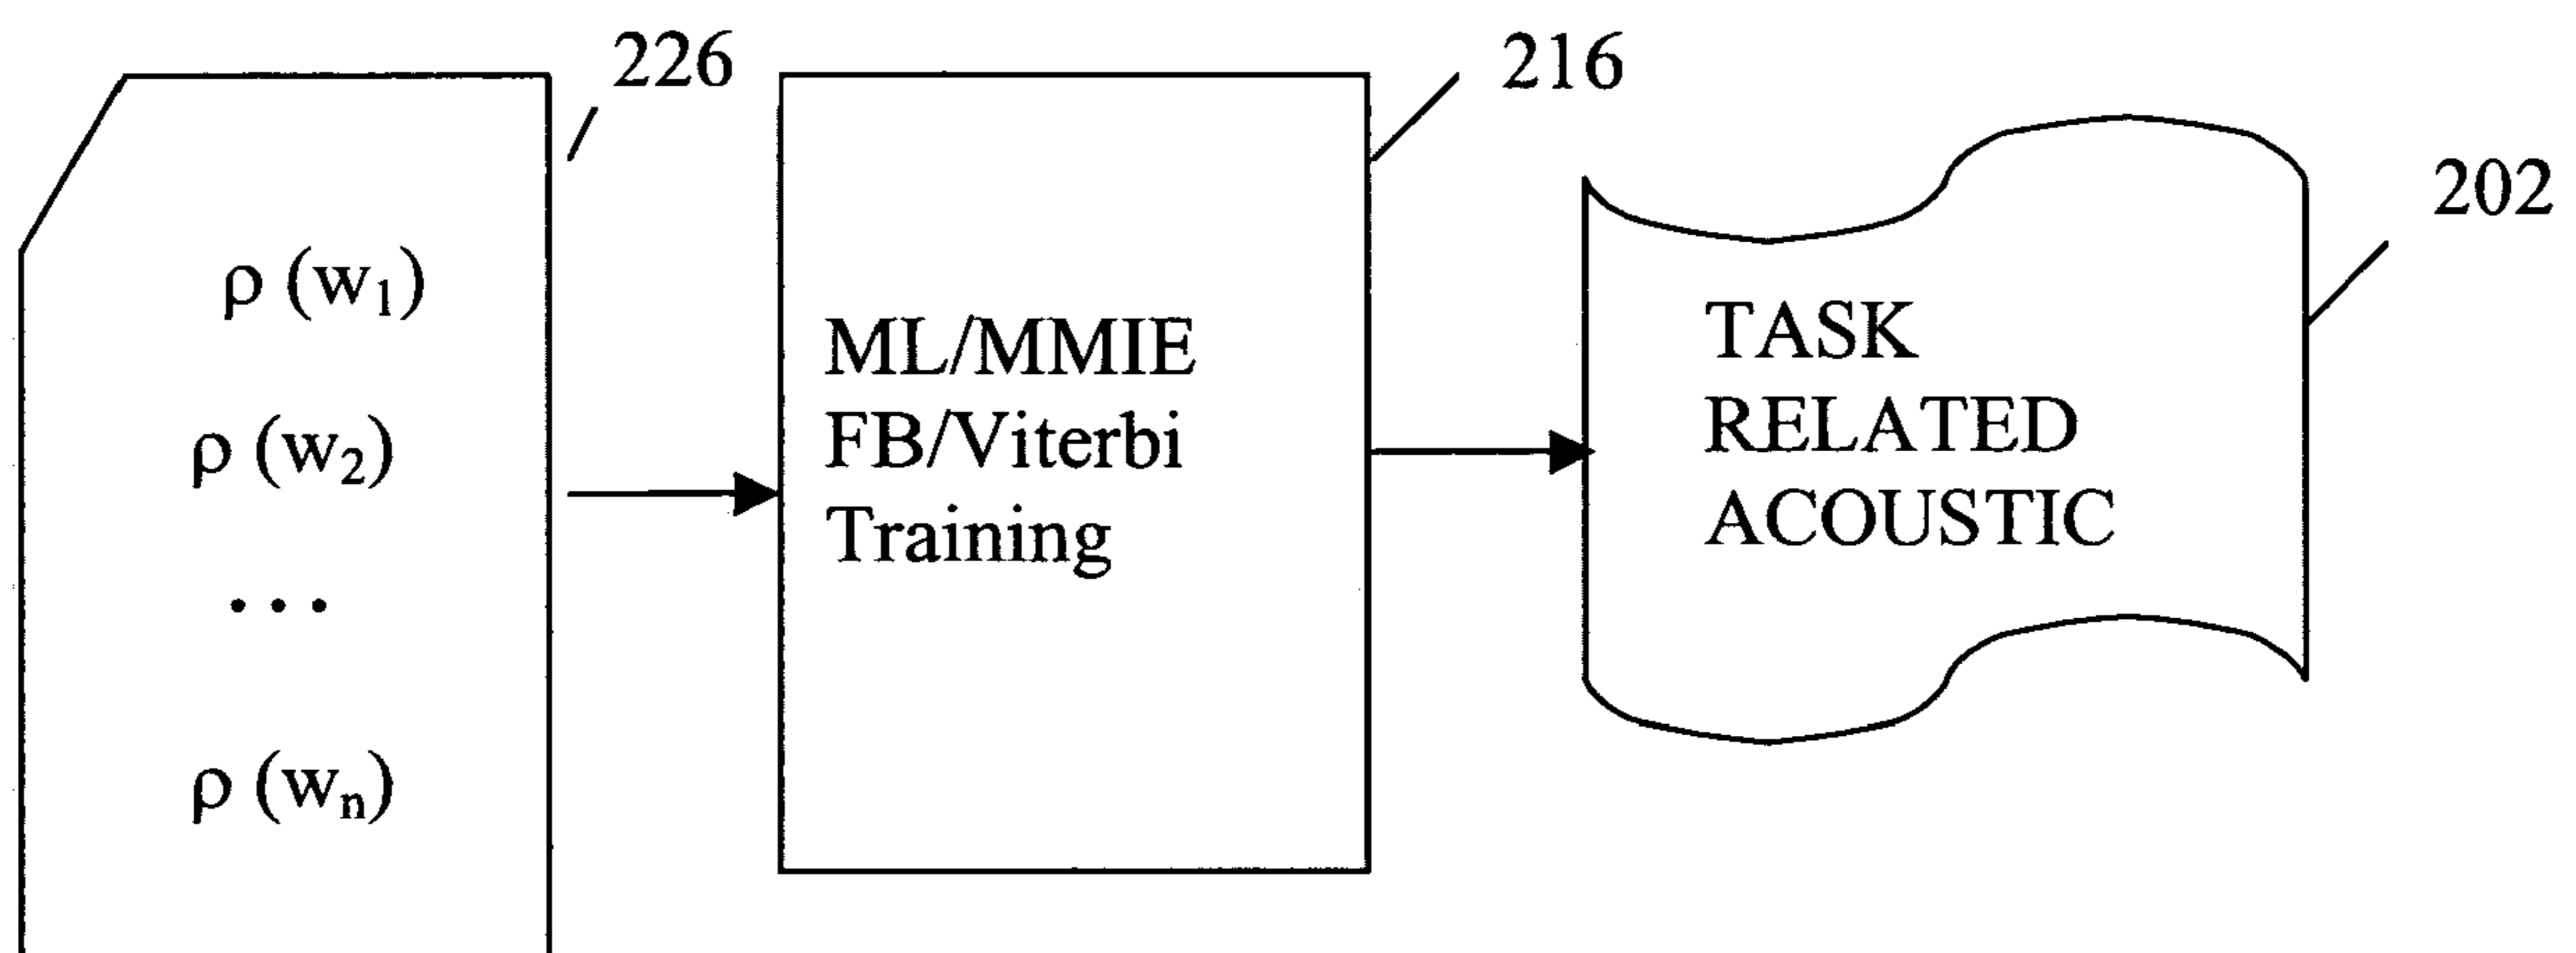 226
ρ (w₁)
ρ (w₂)
...
ρ (wₙ)
216
ML/MMIE
FB/Viterbi
Training
202
TASK
RELATED
ACOUSTIC